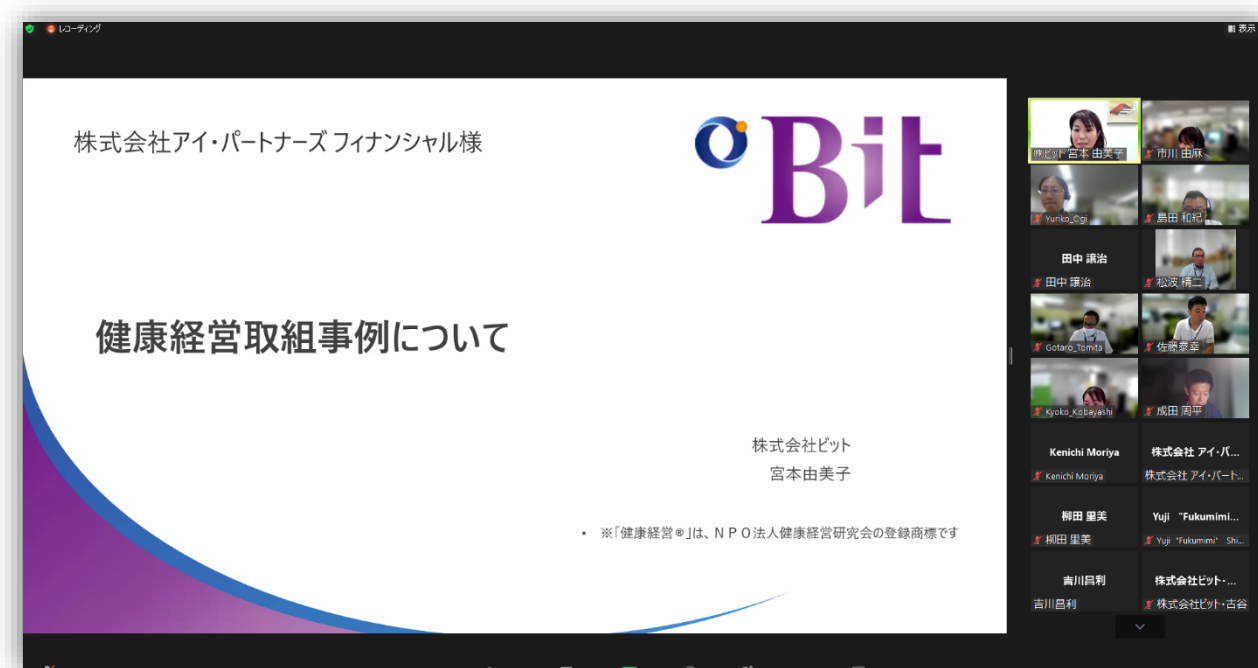 レコーディング
表示
株式会社アイ・パートナーズ フィナンシャル様
Bit
健康経営取組事例について
株式会社ビット
宮本由美子
• ※「健康経営®」は、NPO法人健康経営研究会の登録商標です
㈱ビット 宮本 由美子
市川 由麻
Yuriko_Ogi
島田 和紀
田中 譲治
田中 譲治
松波 精二
Gotaro_Tomita
佐藤泰幸
Kyoko_Kobayashi
成田 周平
Kenichi Moriya
Kenichi Moriya
株式会社 アイ・パ...
株式会社 アイ・パート...
柳田 里美
柳田 里美
Yuji "Fukumimi...
Yuji "Fukumimi" Shi...
吉川昌利
吉川昌利
株式会社ビット・...
株式会社ビット・古谷